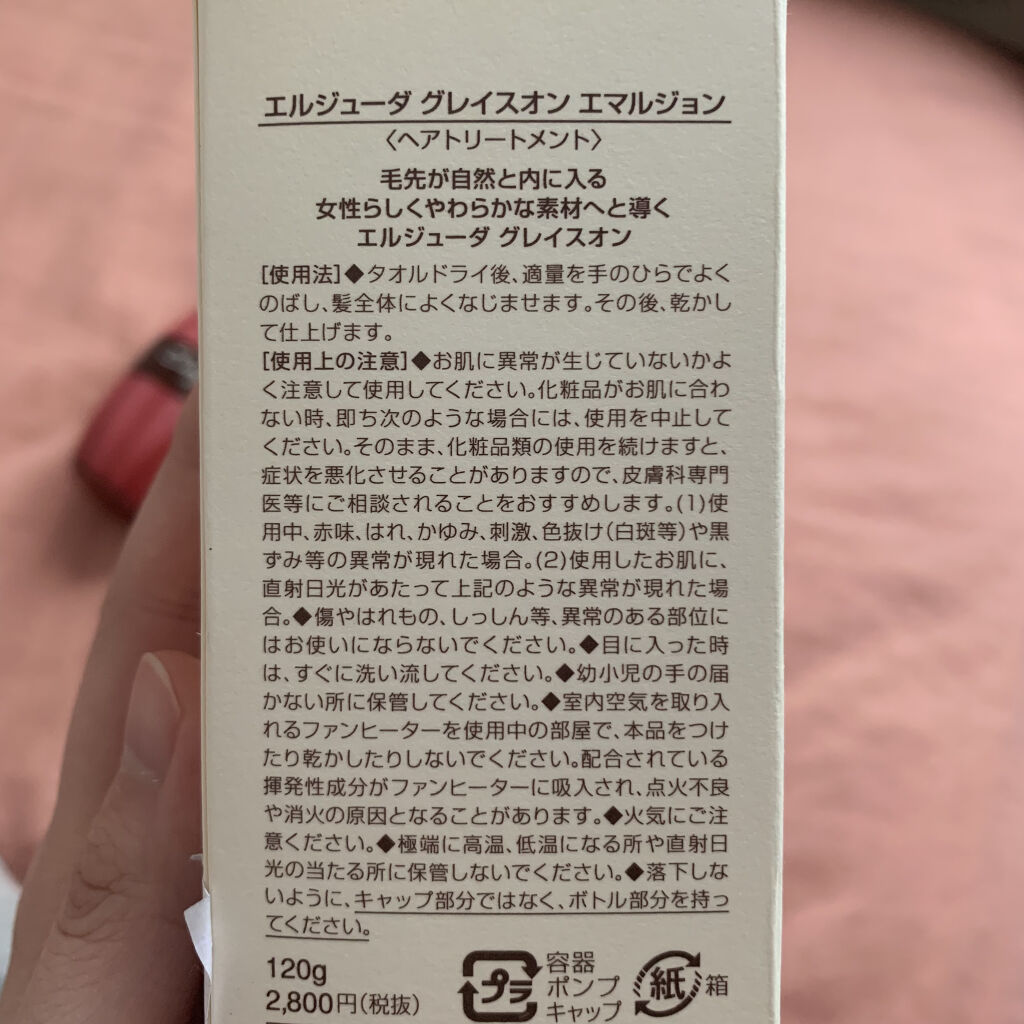 エルジューダ グレイスオン エマルジョン
〈ヘアトリートメント〉
毛先が自然と内に入る
女性らしくやわらかな素材へと導く
エルジューダ グレイスオン
[使用法]◆タオルドライ後、適量を手のひらでよく
のばし、髪全体によくなじませます。その後、乾かし
て仕上げます。
[使用上の注意]◆お肌に異常が生じていないかよ
く注意して使用してください。化粧品がお肌に合わ
ない時、即ち次のような場合には、使用を中止して
ください。そのまま、化粧品類の使用を続けますと、
症状を悪化させることがありますので、皮膚科専門
医等にご相談されることをおすすめします。(1)使
用中、赤味、はれ、かゆみ、刺激、色抜け(白斑等)や黒
ずみ等の異常が現れた場合。(2)使用したお肌に、
直射日光があたって上記のような異常が現れた場
合。◆傷やはれもの、しっしん等、異常のある部位に
はお使いにならないでください。◆目に入った時
は、すぐに洗い流してください。◆幼小児の手の届
かない所に保管してください。◆室内空気を取り入
れるファンヒーターを使用中の部屋で、本品をつけ
たり乾かしたりしないでください。配合されている
揮発性成分がファンヒーターに吸入され、点火不良
や消火の原因となることがあります。◆火気にご注
意ください。◆極端に高温、低温になる所や直射日
光の当たる所に保管しないでください。◆落下しな
いように、キャップ部分ではなく、ボトル部分を持っ
てください。
120g
2,800円(税抜)
プラ
容器
ポンプ
キャップ
紙
箱